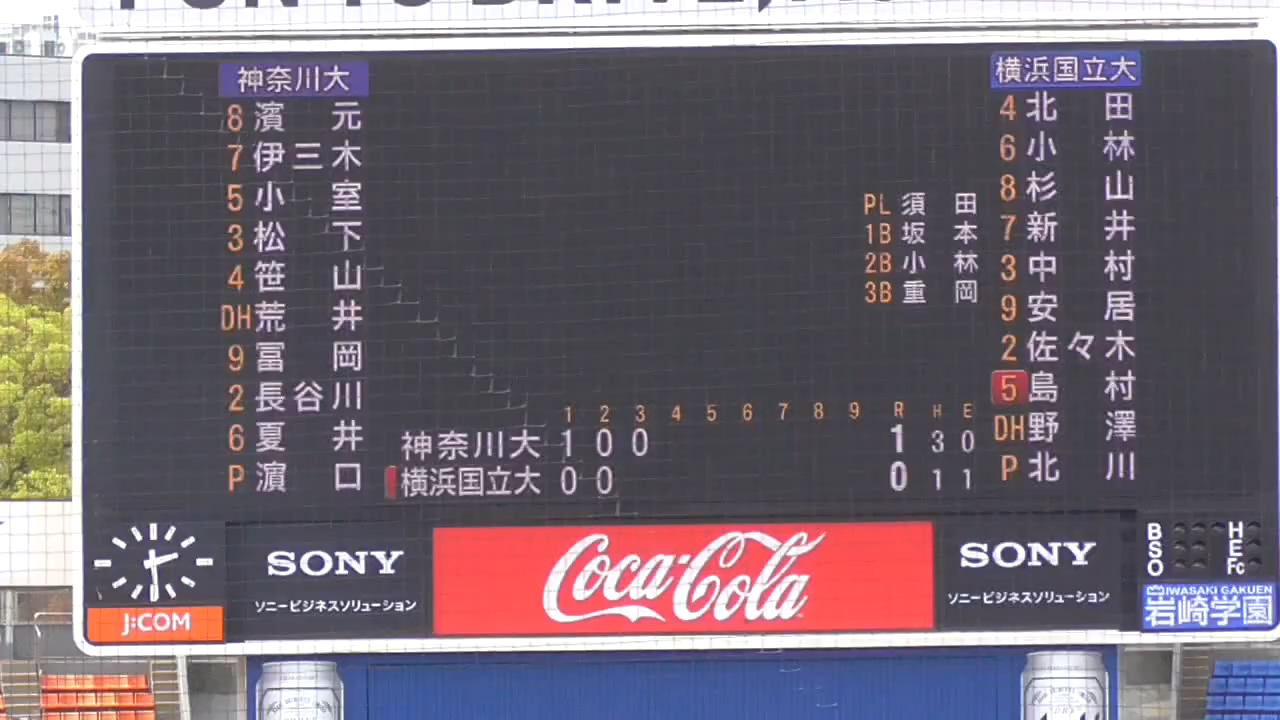 神奈川大
8 濱元
7 伊三木
5 小室
3 松下
4 笹山
DH 荒井
9 冨岡
2 長谷川
6 夏井
P 濵口
PL 須田
1B 坂本
2B 小林
3B 重岡
横浜国立大
4 北田
6 小林
8 杉山
7 新井
3 中村
9 安居
2 佐々木
5 島村
DH 野澤
P 北川
1 2 3 4 5 6 7 8 9 R H E
神奈川大 1 0 0 1 3 0
横浜国立大 0 0 0 1 1
SONY
ソニービジネスソリューション
Coca-Cola
SONY
ソニービジネスソリューション
B H
S E
O Fc
J:COM
IWASAKI GAKUEN
岩崎学園